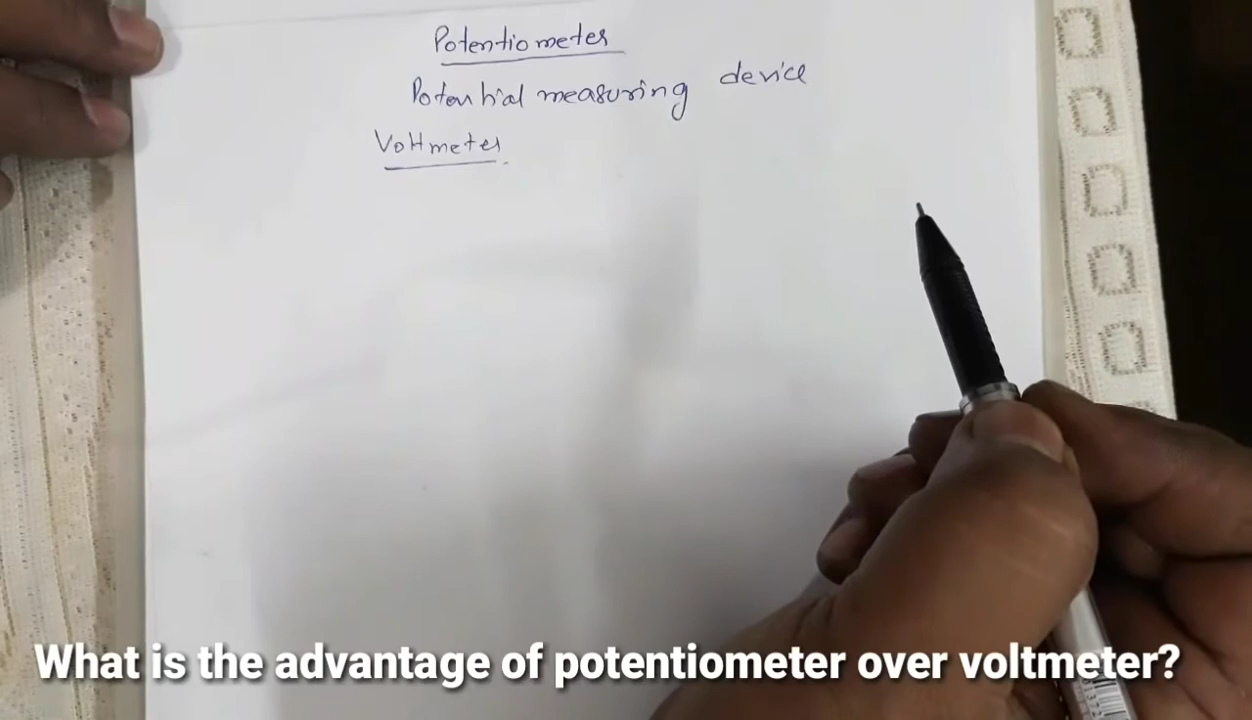 Potentiometer
Potential measuring device
Voltmeter
What is the advantage of potentiometer over voltmeter?